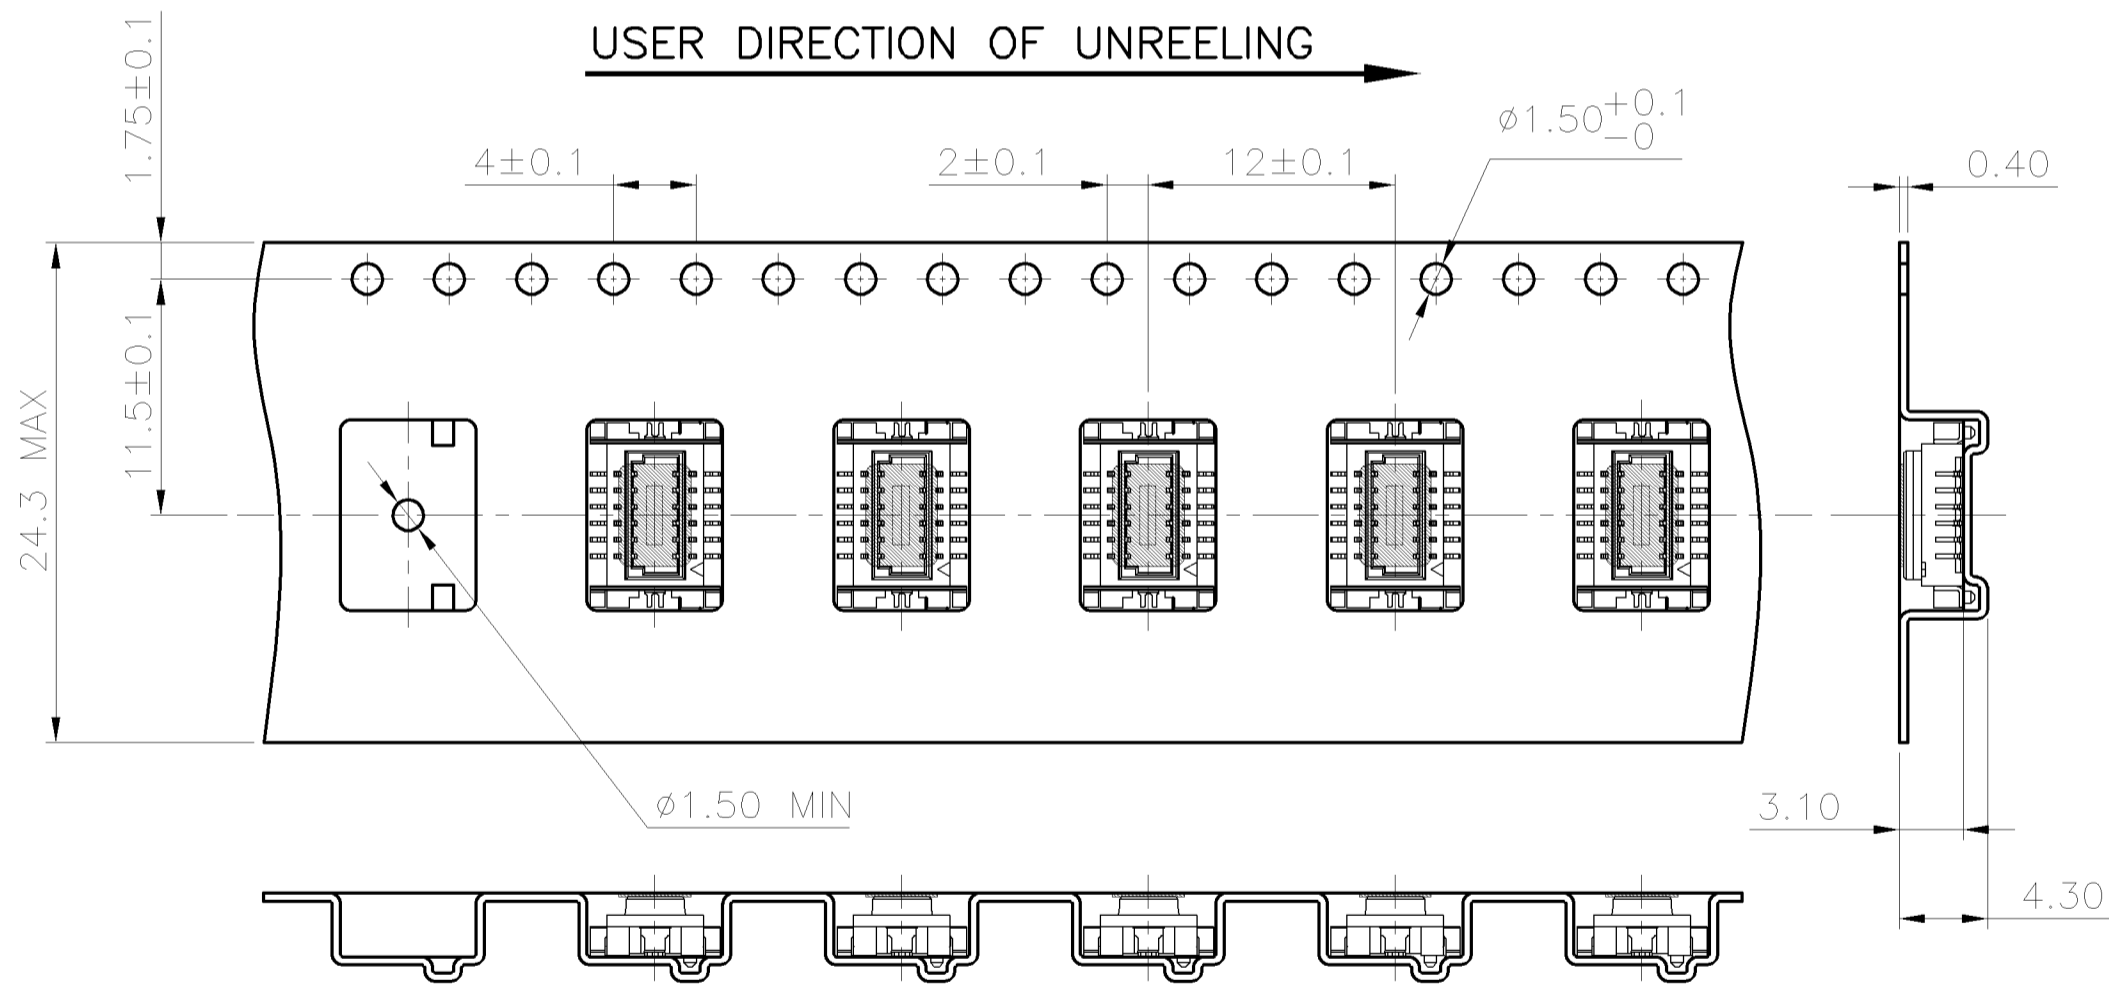 USER DIRECTION OF UNREELING
1.75±0.1
4±0.1
2±0.1
12±0.1
ø1.50+0.1
-0
0.40
11.5±0.1
24.3 MAX
ø1.50 MIN
3.10
4.30